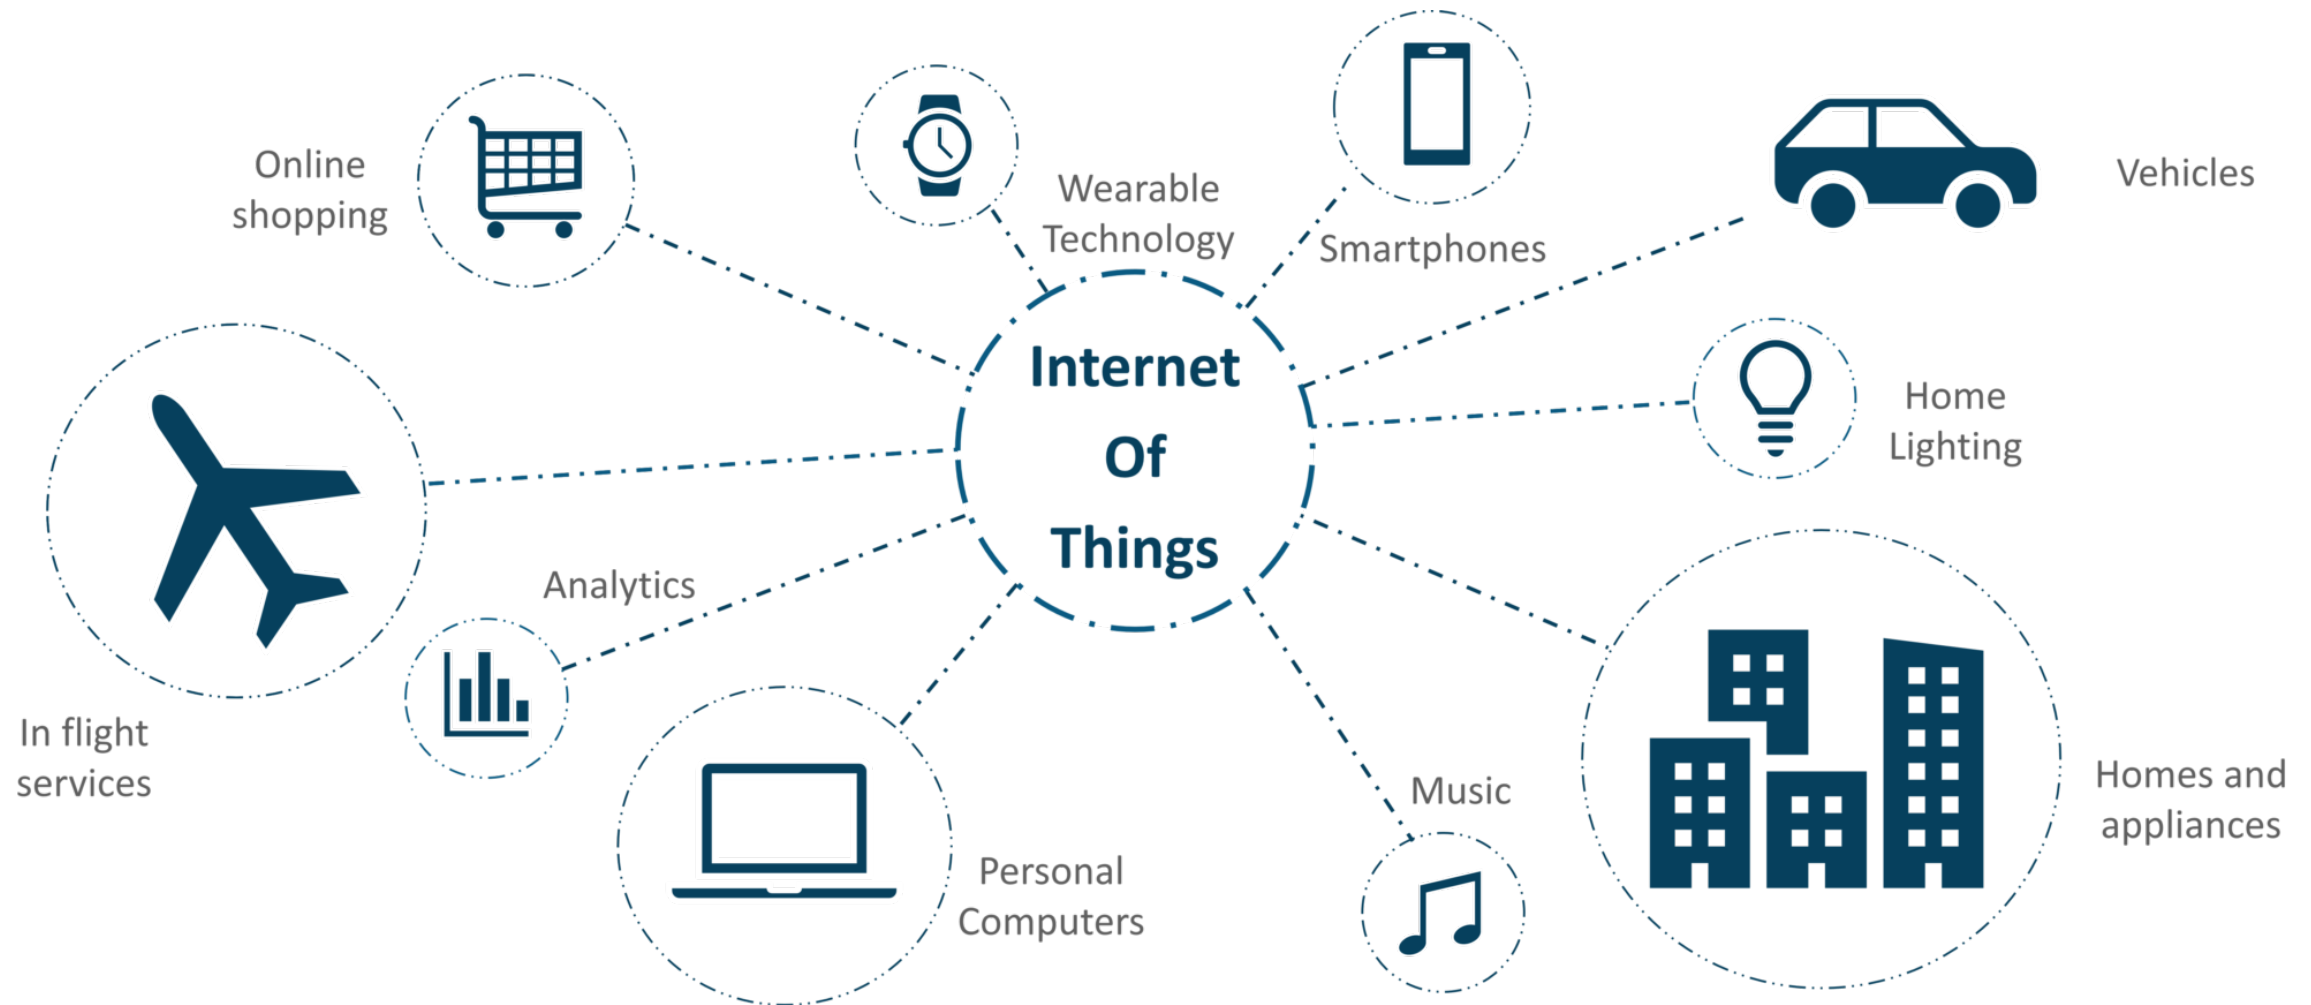 Online
shopping
Wearable
Technology
Smartphones
Vehicles
Internet
Of
Things
Home
Lighting
In flight
services
Analytics
Personal
Computers
Music
Homes and
appliances